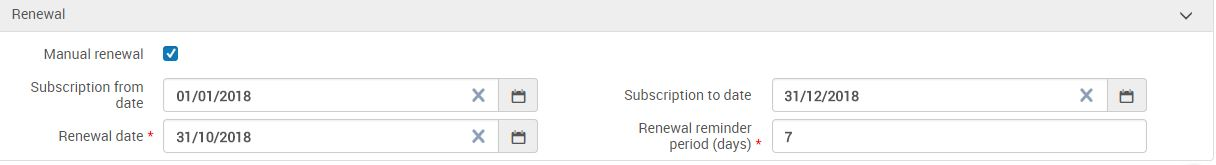 Renewal
Manual renewal
Subscription from
date
01/01/2018
Subscription to date
31/12/2018
Renewal date *
31/10/2018
Renewal reminder
period (days) *
7